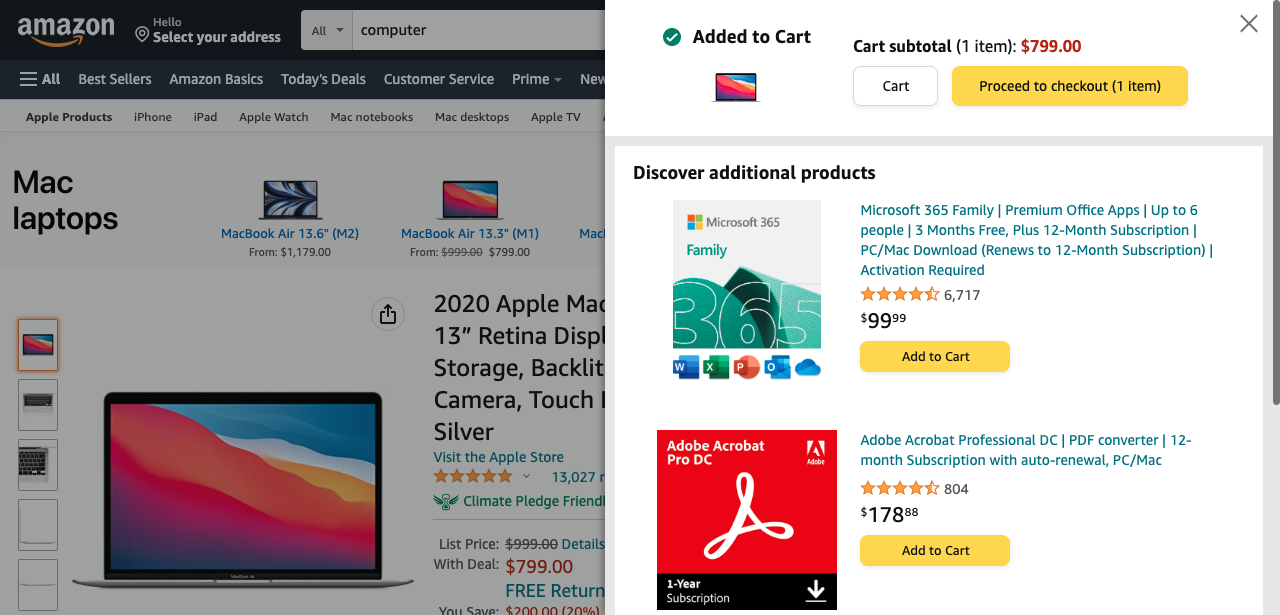 amazon
Hello
Select your address
All
computer
All
Best Sellers
Amazon Basics
Today's Deals
Customer Service
Prime
New
Apple Products
iPhone
iPad
Apple Watch
Mac notebooks
Mac desktops
Apple TV
Mac
laptops
MacBook Air 13.6" (M2)
From: $1,179.00
MacBook Air 13.3" (M1)
From: $999.00 $799.00
2020 Apple Mac
13” Retina Displ
Storage, Backlit
Camera, Touch
Silver
Visit the Apple Store
13,027 r
Climate Pledge Friendl
List Price: $999.00 Details
With Deal: $799.00
FREE Return
You Save: $200.00 (20%)
MacBook Air
Added to Cart
Cart subtotal (1 item): $799.00
Cart
Proceed to checkout (1 item)
Discover additional products
Microsoft 365
Family
365
W X P O
Microsoft 365 Family | Premium Office Apps | Up to 6
people | 3 Months Free, Plus 12-Month Subscription |
PC/Mac Download (Renews to 12-Month Subscription) |
Activation Required
6,717
$9999
Add to Cart
Adobe Acrobat
Pro DC
Adobe
1-Year
Subscription
Adobe Acrobat Professional DC | PDF converter | 12-
month Subscription with auto-renewal, PC/Mac
804
$17888
Add to Cart